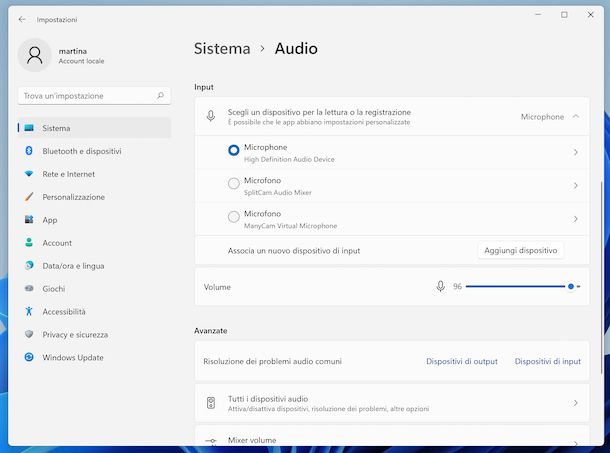 Impostazioni
martina
Account locale
Trova un'impostazione
Sistema
Bluetooth e dispositivi
Rete e Internet
Personalizzazione
App
Account
Data/ora e lingua
Giochi
Accessibilità
Privacy e sicurezza
Windows Update
Sistema › Audio
Input
Scegli un dispositivo per la lettura o la registrazione
È possibile che le app abbiano impostazioni personalizzate
Microphone
Microphone
High Definition Audio Device
Microfono
SplitCam Audio Mixer
Microfono
ManyCam Virtual Microphone
Associa un nuovo dispositivo di input
Aggiungi dispositivo
Volume
96
Avanzate
Risoluzione dei problemi audio comuni
Dispositivi di output
Dispositivi di input
Tutti i dispositivi audio
Attiva/disattiva dispositivi, risoluzione dei problemi, altre opzioni
Mixer volume